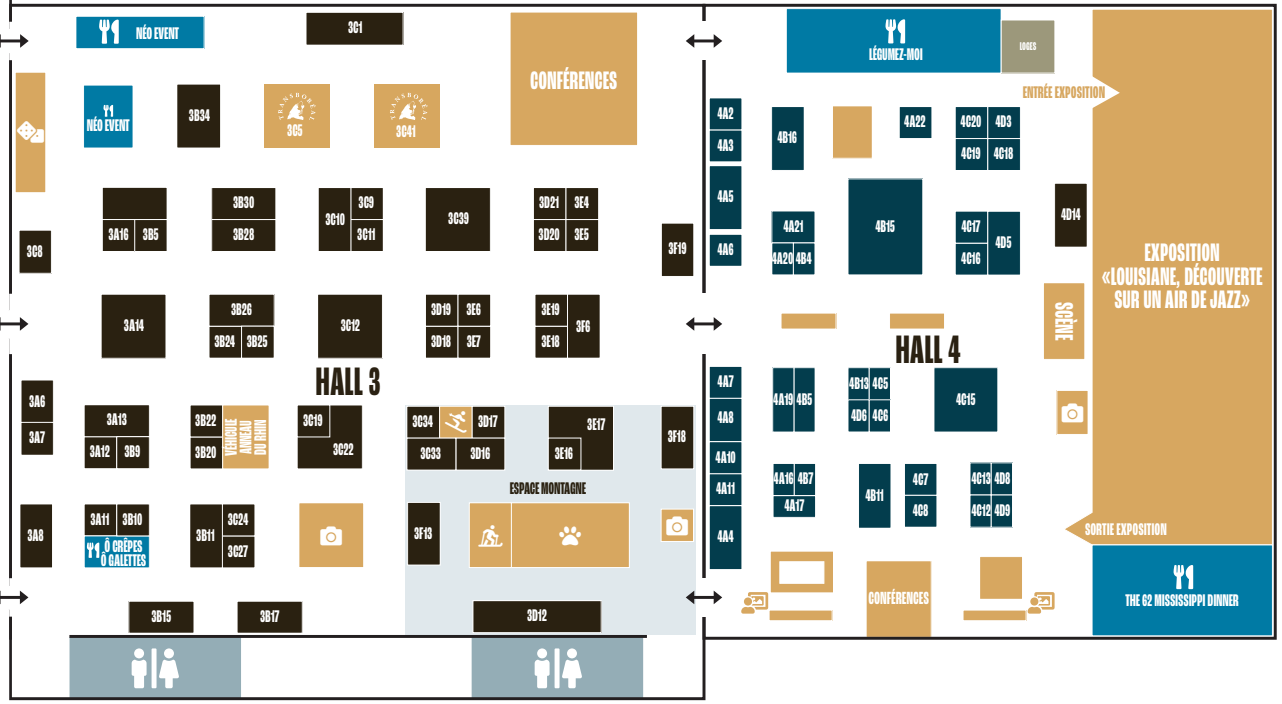 NÉO EVENT
3C1
CONFÉRENCES
NÉO EVENT
3B34
TRANSBORÉAL
3C5
TRANSBORÉAL
3C41
3A16
3B5
3B30
3B28
3C10
3C9
3C11
3C39
3D21
3E4
3D20
3E5
3C8
3F19
3A14
3B26
3B24
3B25
3C12
3D19
3E6
3D18
3E7
3E19
3E18
3F6
HALL 3
3A6
3A7
3A13
3A12
3B9
3B22
3B20
VÉHICULE
ANNEAU
DU RHIN
3C19
3C22
3C34
3D17
3C33
3D16
3E17
3E16
3F18
ESPACE MONTAGNE
3A8
3A11
3B10
Ô CRÊPES
Ô GALETTES
3B11
3C24
3C27
3F13
3B15
3B17
3D12
LÉGUMEZ-MOI
LOGES
ENTRÉE EXPOSITION
4A2
4A3
4A5
4A6
4B16
4A22
4C20
4D3
4C19
4C18
4A21
4A20
4B4
4B15
4C17
4C16
4D5
4D14
EXPOSITION
«LOUISIANE, DÉCOUVERTE
SUR UN AIR DE JAZZ»
SCÈNE
HALL 4
4A7
4A8
4A10
4A11
4A4
4A19
4B5
4B13
4C5
4D6
4C6
4C15
4A16
4B7
4A17
4B11
4C7
4C8
4C13
4D8
4C12
4D9
SORTIE EXPOSITION
CONFÉRENCES
THE 62 MISSISSIPPI DINNER